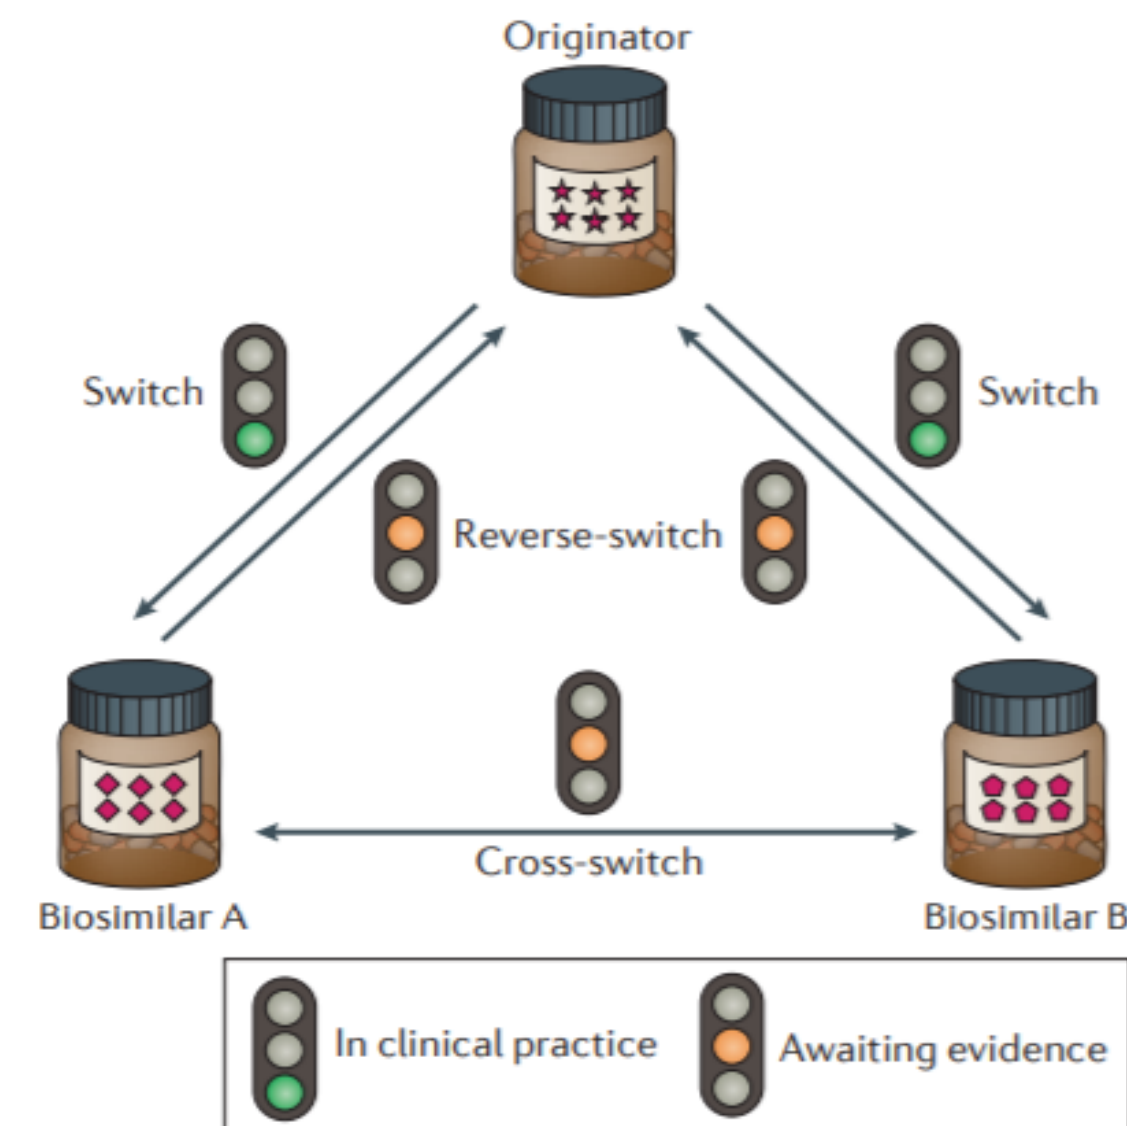 Originator
Switch
Switch
Reverse-switch
Cross-switch
Biosimilar A
Biosimilar B
In clinical practice
Awaiting evidence